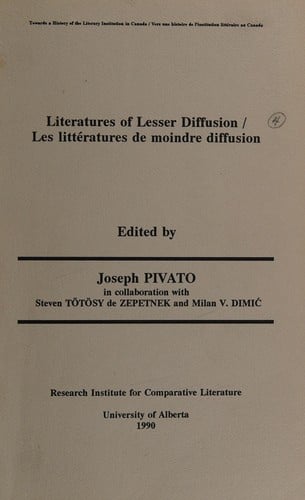 Towards a History of the Literary Institution in Canada / Vers une histoire de l'institution littéraire au Canada
Literatures of Lesser Diffusion /
Les littératures de moindre diffusion
4
Edited by
Joseph PIVATO
in collaboration with
Steven TÖTÖSY de ZEPETNEK and Milan V. DIMIĆ
Research Institute for Comparative Literature
University of Alberta
1990